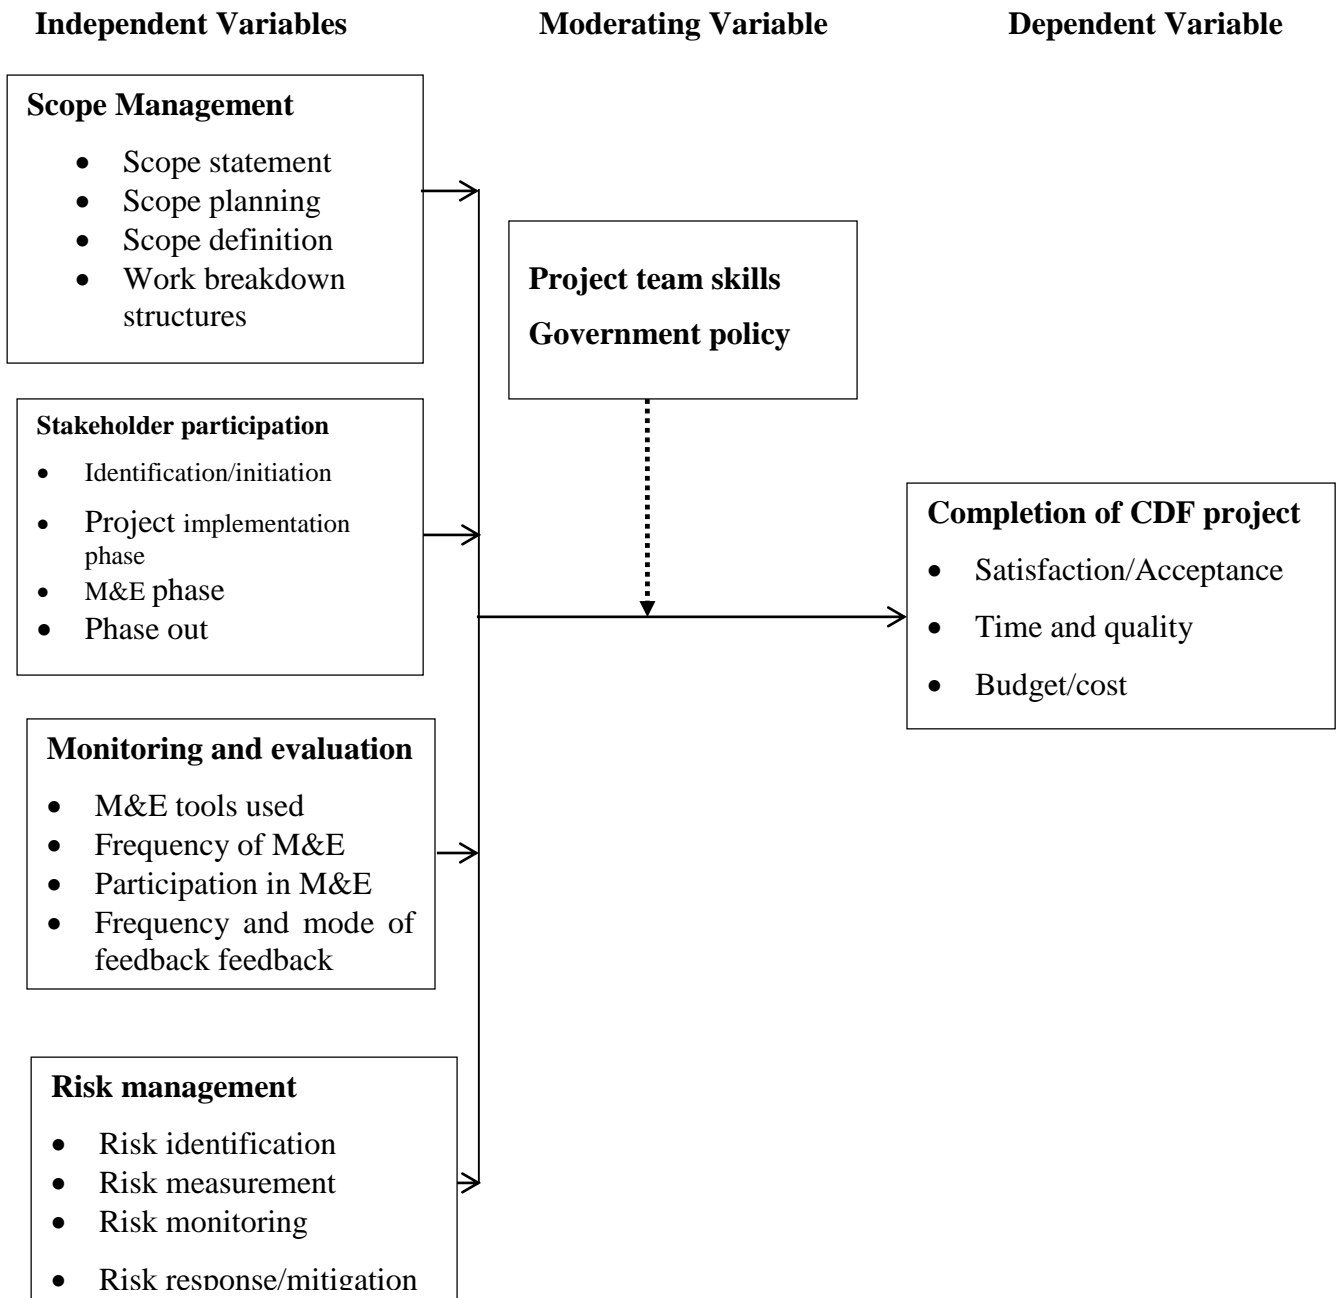 Independent Variables
Moderating Variable
Dependent Variable
Scope Management
• Scope statement
• Scope planning
• Scope definition
• Work breakdown
structures
Project team skills
Government policy
Stakeholder participation
• Identification/initiation
• Project implementation
phase
• M&E phase
• Phase out
Completion of CDF project
• Satisfaction/Acceptance
• Time and quality
• Budget/cost
Monitoring and evaluation
• M&E tools used
• Frequency of M&E
• Participation in M&E
• Frequency and mode of
feedback feedback
Risk management
• Risk identification
• Risk measurement
• Risk monitoring
• Risk response/mitigation